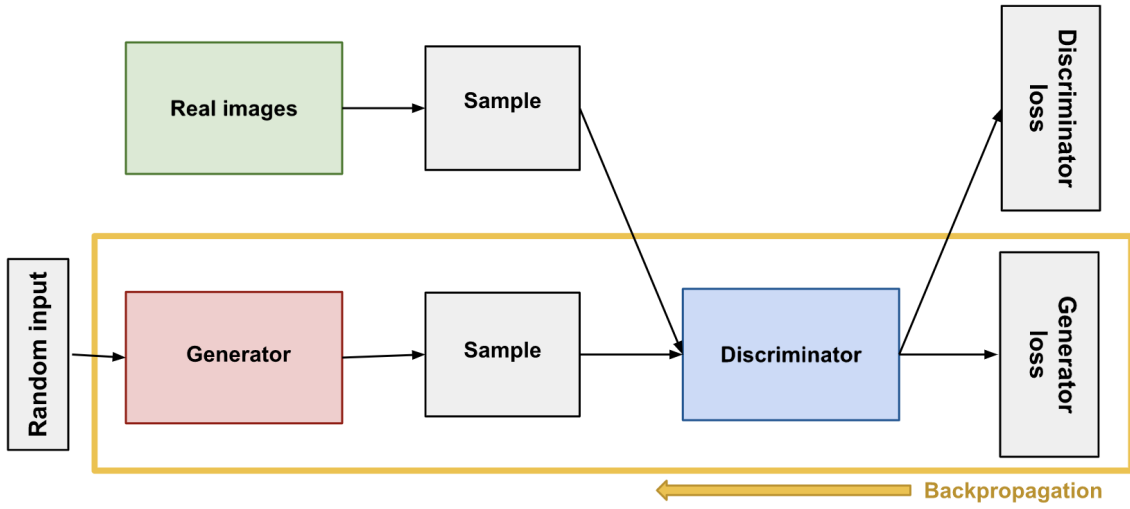 Real images
Sample
Discriminator
loss
Random input
Generator
Sample
Discriminator
Generator
loss
Backpropagation